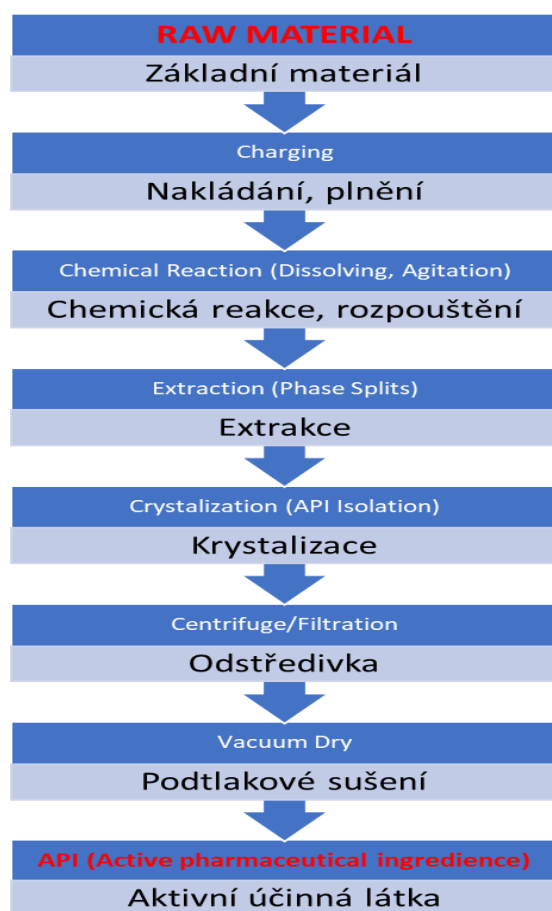 RAW MATERIAL
Základní materiál
Charging
Nakládání, plnění
Chemical Reaction (Dissolving, Agitation)
Chemická reakce, rozpouštění
Extraction (Phase Splits)
Extrakce
Crystalization (API Isolation)
Krystalizace
Centrifuge/Filtration
Odstředivka
Vacuum Dry
Podtlakové sušení
API (Active pharmaceutical ingredience)
Aktivní účinná látka